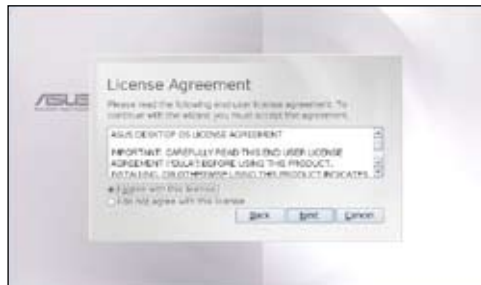 ASUS
License Agreement
Please read the following end user license agreement. To
continue with the wizard, you must accept the agreement.
ASUS DESKTOP OS LICENSE AGREEMENT
IMPORTANT: CAREFULLY READ THIS END USER LICENSE
AGREEMENT ("EULA") BEFORE USING THIS PRODUCT.
INSTALLING, OR OTHERWISE USING THIS PRODUCT INDICATES
I agree with this license
I do not agree with this license
Back Next Cancel